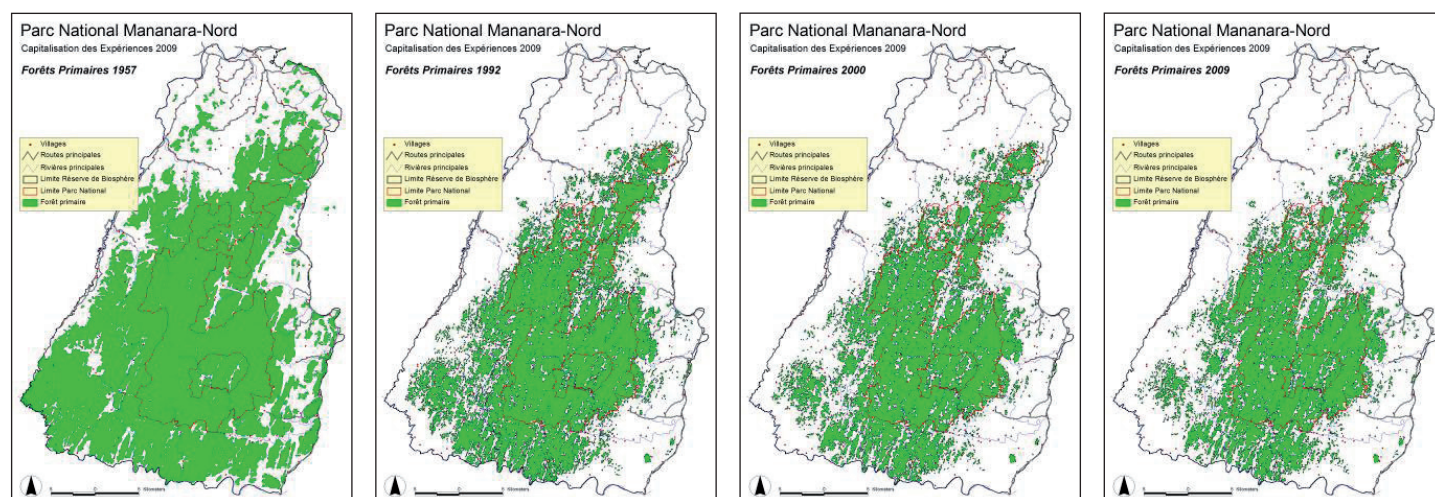 Parc National Mananara-Nord
Capitalisation des Expériences 2009
Forêts Primaires 1957
Villages
Routes principales
Rivières principales
Limite Réserve de Biosphère
Limite Parc National
Forêt primaire
Kilometers
Parc National Mananara-Nord
Capitalisation des Expériences 2009
Forêts Primaires 1992
Villages
Routes principales
Rivières principales
Limite Réserve de Biosphère
Limite Parc National
Forêt primaire
Kilometers
Parc National Mananara-Nord
Capitalisation des Expériences 2009
Forêts Primaires 2000
Villages
Routes principales
Rivières principales
Limite Réserve de Biosphère
Limite Parc National
Forêt primaire
Kilometers
Parc National Mananara-Nord
Capitalisation des Expériences 2009
Forêts Primaires 2009
Villages
Routes principales
Rivières principales
Limite Réserve de Biosphère
Limite Parc National
Forêt primaire
Kilometers